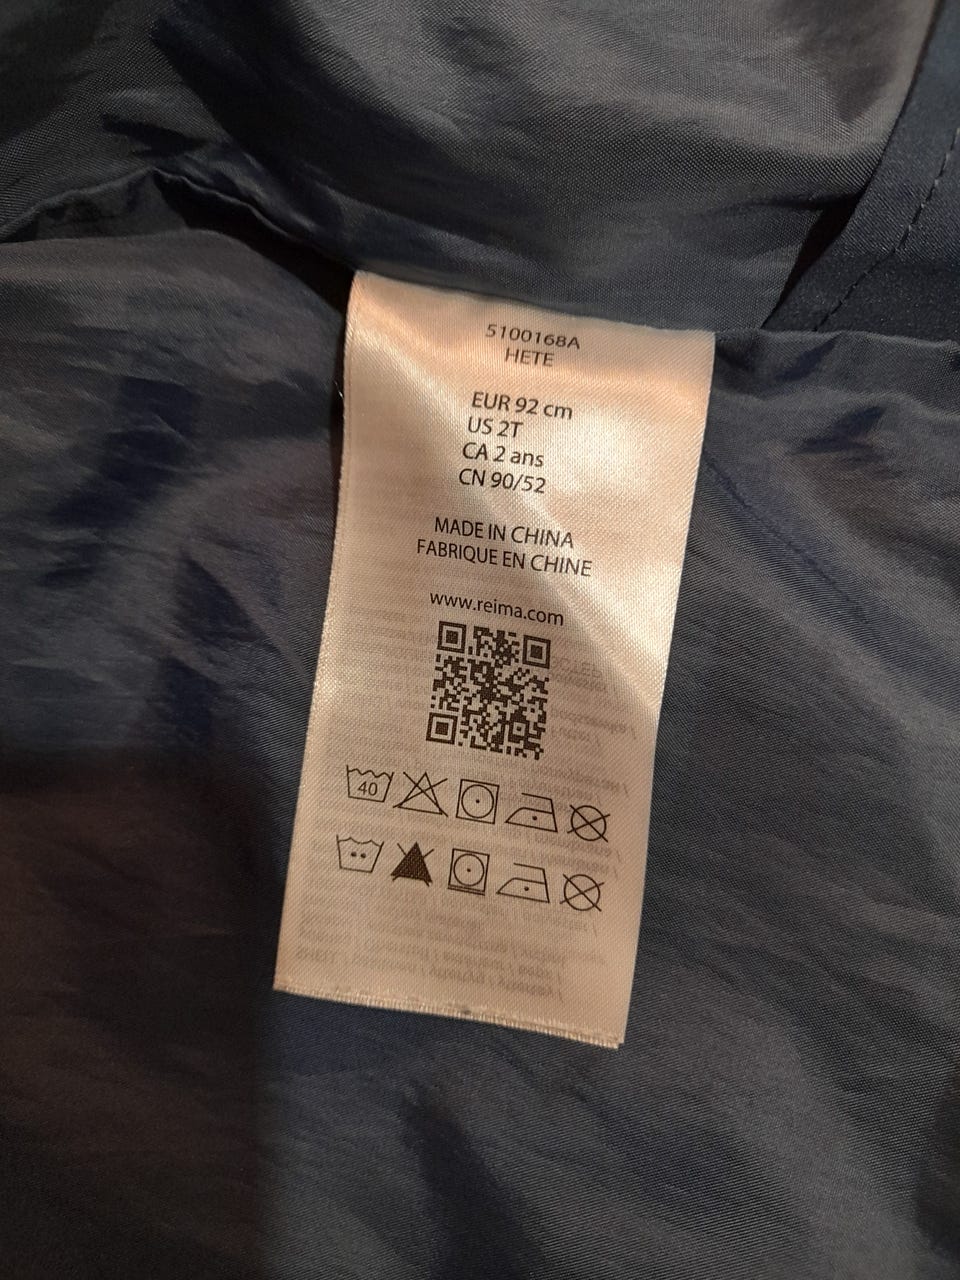 5100168A
HETE
EUR 92 cm
US 2T
CA 2 ans
CN 90/52
MADE IN CHINA
FABRIQUE EN CHINE
www.reima.com
40